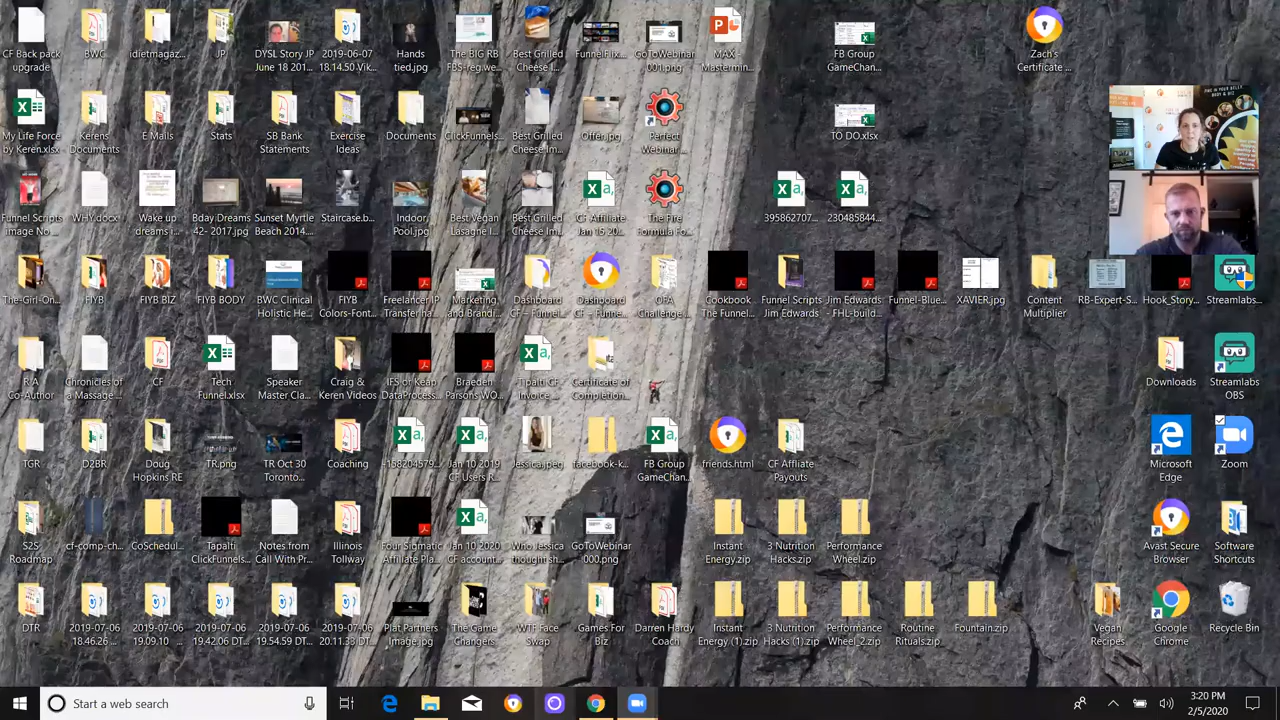 CF Back pack
upgrade
BWC
idietmagaz...
JP
DYSL Story JP
June 18 201...
2019-06-07
18.14.50 Vik...
Hands
tied.jpg
The BIG RB
FBS-reg.we...
Best Grilled
Cheese Im...
FunnelFlix...
GoToWebinar
001.png
MAX
Mastermin...
FB Group
GameChan...
Zach's
Certificate ...
My Life Force
by Keren.xlsx
Kerens
Documents
E Mails
Stats
SB Bank
Statements
Exercise
Ideas
Documents
ClickFunnels...
Best Grilled
Cheese Im...
Offer.jpg
Perfect
Webinar...
TO DO.xlsx
Funnel Scripts
image No ...
WHY.docx
Wake up
dreams i...
Bday Dreams
42- 2017.jpg
Sunset Myrtle
Beach 2014....
Staircase.b...
Indoor
Pool.jpg
Best Vegan
Lasagne I...
Best Grilled
Cheese Im...
CF Affiliate
Jan 15 20...
The Fire
Formula Fo...
395862707...
230485844...
The-Girl-On...
FIYB
FIYB BIZ
FIYB BODY
BWC Clinical
Holistic He...
FIYB
Colors-Font...
Freelancer IP
Transfer ha...
Marketing
and Brandi...
Dashboard
CF – Funnel...
Dashboard
CF – Funne...
OFA
Challenge...
Cookbook
The Funnel...
Funnel Scripts
Jim Edwards
Jim Edwards
- FHL-build...
Funnel-Blue...
XAVIER.jpg
Content
Multiplier
RB-Expert-S...
Hook_Story...
Streamlabs...
R A
Co-Author
Chronicles of
a Massage ...
CF
Tech
Funnel.xlsx
Speaker
Master Cla...
Craig &
Keren Videos
IFS or Keap
DataProcess...
Braeden
Parsons WO...
Tipalti CF
Invoice ...
Certificate of
Completion...
Downloads
Streamlabs
OBS
TGR
D2BR
Doug
Hopkins RE
TR.png
TR Oct 30
Toronto...
Coaching
-158204579...
Jan 10 2019
CF Users R...
Jessica.jpeg
facebook-k...
FB Group
GameChan...
friends.html
CF Affliate
Payouts
Microsoft
Edge
Zoom
S2S
Roadmap
cf-comp-ch...
CoSchedul...
Tapalti
ClickFunnels...
Notes from
Call With Pr...
Illinois
Tollway
Four Sigmatic
Affiliate Pla...
Jan 10 2020
CF account...
Who Jessica
thought sh...
GoToWebinar
000.png
Instant
Energy.zip
3 Nutrition
Hacks.zip
Performance
Wheel.zip
Avast Secure
Browser
Software
Shortcuts
DTR
2019-07-06
18.46.26 ...
2019-07-06
19.09.10 ...
2019-07-06
19.42.06 DT...
2019-07-06
19.54.59 DT...
2019-07-06
20.11.33 DT...
Plat Partners
Image.jpg
The Game
Changers
WTF Face
Swap
Games For
Biz
Darren Hardy
Coach
Instant
Energy (1).zip
3 Nutrition
Hacks (1).zip
Performance
Wheel_2.zip
Routine
Rituals.zip
Fountain.zip
Vegan
Recipes
Google
Chrome
Recycle Bin
Start a web search
3:20 PM
2/5/2020